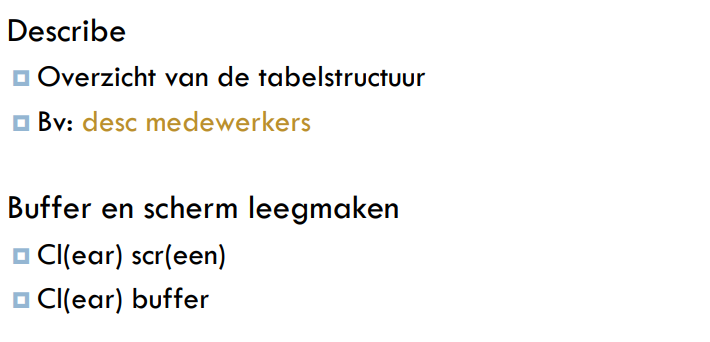 Describe
Overzicht van de tabelstructuur
Bv: desc medewerkers
Buffer en scherm leegmaken
Cl(ear) scr(een)
Cl(ear) buffer